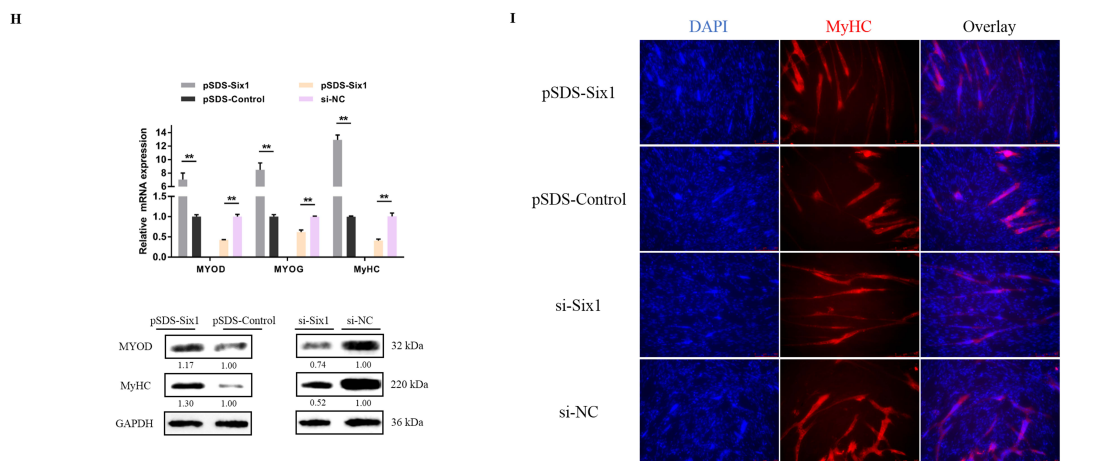 H
pSDS-Six1 pSDS-Six1
pSDS-Control si-NC
Relative mRNA expression
14
12
10
8
6
1.5
1.0
0.5
0.0
** ** ** ** ** **
MYOD MYOG MyHC
pSDS-Six1 pSDS-Control si-Six1 si-NC
MYOD 32 kDa
1.17 1.00 0.74 1.00
MyHC 220 kDa
1.30 1.00 0.52 1.00
GAPDH 36 kDa
I
DAPI MyHC Overlay
pSDS-Six1
pSDS-Control
si-Six1
si-NC